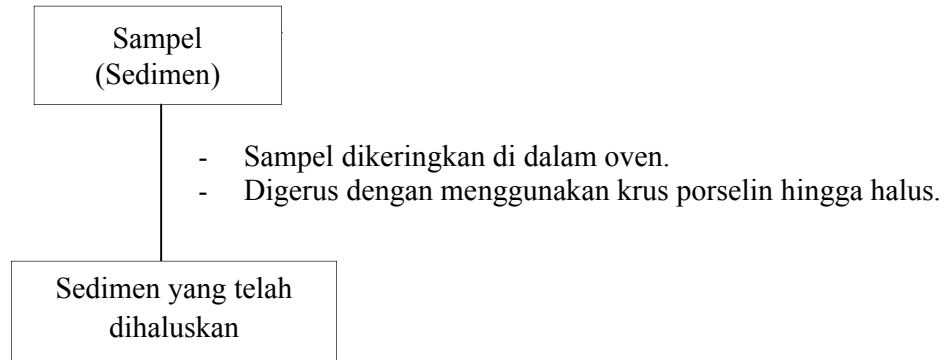 Sampel
(Sedimen)
- Sampel dikeringkan di dalam oven.
- Digerus dengan menggunakan krus porselin hingga halus.
Sedimen yang telah
dihaluskan